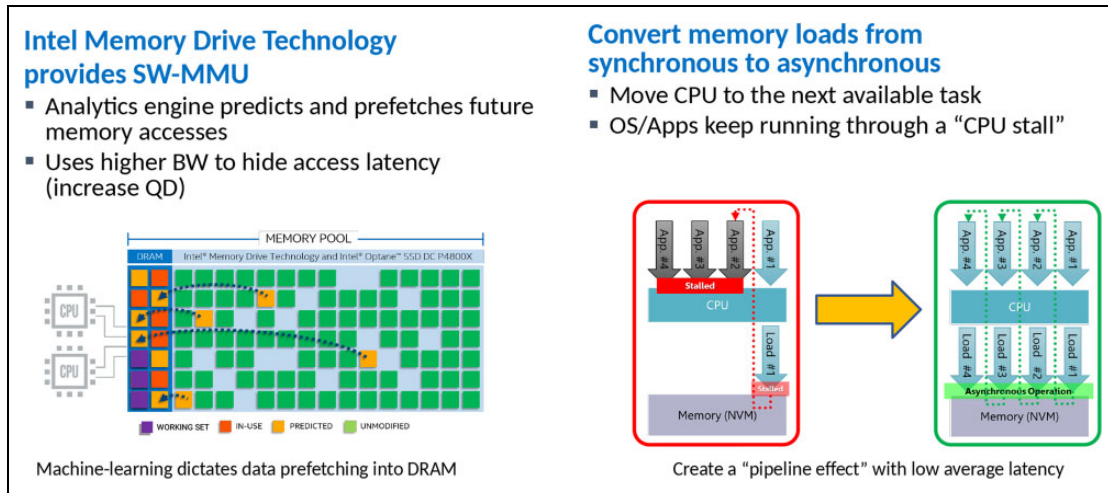 Intel Memory Drive Technology
provides SW-MMU
▪ Analytics engine predicts and prefetches future
memory accesses
▪ Uses higher BW to hide access latency
(increase QD)
MEMORY POOL
DRAM
Intel® Memory Drive Technology and Intel® Optane™ SSD DC P4800X
CPU
CPU
WORKING SET
IN-USE
PREDICTED
UNMODIFIED
Machine-learning dictates data prefetching into DRAM
Convert memory loads from
synchronous to asynchronous
▪ Move CPU to the next available task
▪ OS/Apps keep running through a “CPU stall”
App. #4
App. #3
App. #2
App. #1
Stalled
CPU
Load #1
Stalled
Memory (NVM)
App. #4
App. #3
App. #2
App. #1
CPU
Load #4
Load #3
Load #2
Load #1
Asynchronous Operation
Memory (NVM)
Create a “pipeline effect” with low average latency